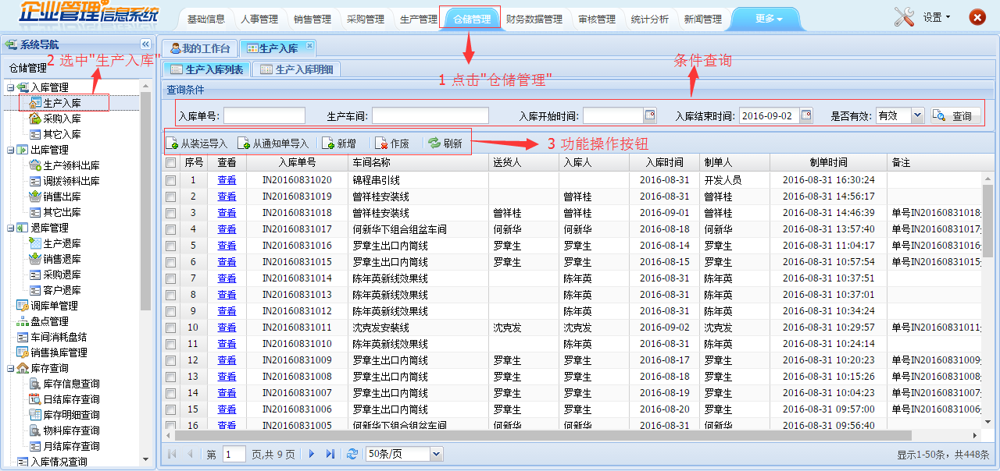 企业管理信息系统
基础信息 人事管理 销售管理 采购管理 生产管理 仓储管理 财务数据管理 审核管理 统计分析 新闻管理 更多 设置
系统导航
仓储管理
2 选中"生产入库"
入库管理
生产入库
采购入库
其它入库
出库管理
生产领料出库
调拨领料出库
销售出库
其它出库
退库管理
生产退库
销售退库
采购退库
客户退库
调库单管理
盘点管理
车间消耗盘结
销售换库管理
库存查询
库存信息查询
日结库存查询
库存明细查询
物料库存查询
月结库存查询
入库情况查询
我的工作台 生产入库
生产入库列表 生产入库明细
1 点击"仓储管理"
条件查询
查询条件
入库单号: 生产车间: 入库开始时间: 入库结束时间: 2016-09-02 是否有效: 有效 查询
从装运导入 从通知单导入 新增 作废 刷新
3 功能操作按钮
序号 查看 入库单号 车间名称 送货人 入库人 入库时间 制单人 制单时间 备注
1 查看 IN20160831020 锦程串引线 2016-08-31 开发人员 2016-08-31 16:30:24
2 查看 IN20160831019 曾祥桂安装线 曾祥桂 2016-08-31 曾祥桂 2016-08-31 14:56:17
3 查看 IN20160831018 曾祥桂安装线 曾祥桂 曾祥桂 2016-09-01 曾祥桂 2016-08-31 14:46:39 单号IN20160831018
4 查看 IN20160831017 何新华下组合组盆车间 何新华 何新华 2016-08-18 何新华 2016-08-31 13:57:40 单号IN20160831017
5 查看 IN20160831016 罗章生出口内筒线 罗章生 罗章生 2016-08-14 罗章生 2016-08-31 11:04:17 单号IN20160831016
6 查看 IN20160831015 罗章生出口内筒线 罗章生 罗章生 2016-08-15 罗章生 2016-08-31 10:57:54 单号IN20160831015
7 查看 IN20160831014 陈年英新线效果线 陈年英 2016-08-31 陈年英 2016-08-31 10:37:51
8 查看 IN20160831013 陈年英新线效果线 陈年英 2016-08-31 陈年英 2016-08-31 10:37:01
9 查看 IN20160831012 陈年英新线效果线 陈年英 2016-08-31 陈年英 2016-08-31 10:34:24
10 查看 IN20160831011 沈克发安装线 沈克发 沈克发 2016-09-02 沈克发 2016-08-31 10:29:57 单号IN20160831011
11 查看 IN20160831010 陈年英新线效果线 陈年英 2016-08-31 陈年英 2016-08-31 10:24:14
12 查看 IN20160831009 罗章生出口内筒线 罗章生 罗章生 2016-08-17 罗章生 2016-08-31 10:20:23 单号IN20160831009
13 查看 IN20160831008 罗章生出口内筒线 罗章生 罗章生 2016-08-18 罗章生 2016-08-31 10:15:26 单号IN20160831008
14 查看 IN20160831007 罗章生出口内筒线 罗章生 罗章生 2016-08-19 罗章生 2016-08-31 10:04:23 单号IN20160831007
15 查看 IN20160831006 罗章生出口内筒线 罗章生 罗章生 2016-08-20 罗章生 2016-08-31 09:57:00 单号IN20160831006
16 查看 IN20160831005 何新华下组合组盆车间 何新华 何新华 2016-08-31 何新华 2016-08-31 09:56:40
第 1 页,共 9 页 50条/页 显示1-50条, 共448条